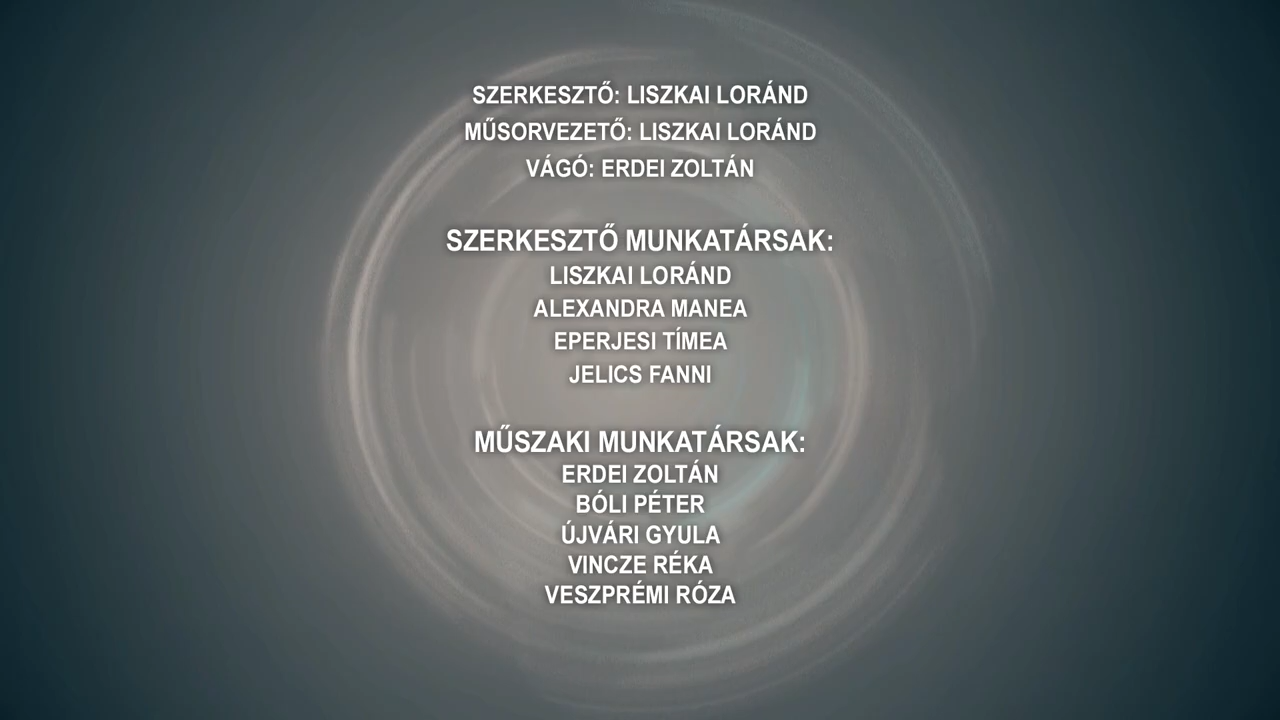 SZERKESZTŐ: LISZKAI LORÁND
MŰSORVEZETŐ: LISZKAI LORÁND
VÁGÓ: ERDEI ZOLTÁN
SZERKESZTŐ MUNKATÁRSAK:
LISZKAI LORÁND
ALEXANDRA MANEA
EPERJESI TÍMEA
JELICS FANNI
MŰSZAKI MUNKATÁRSAK:
ERDEI ZOLTÁN
BÓLI PÉTER
ÚJVÁRI GYULA
VINCZE RÉKA
VESZPRÉMI RÓZA